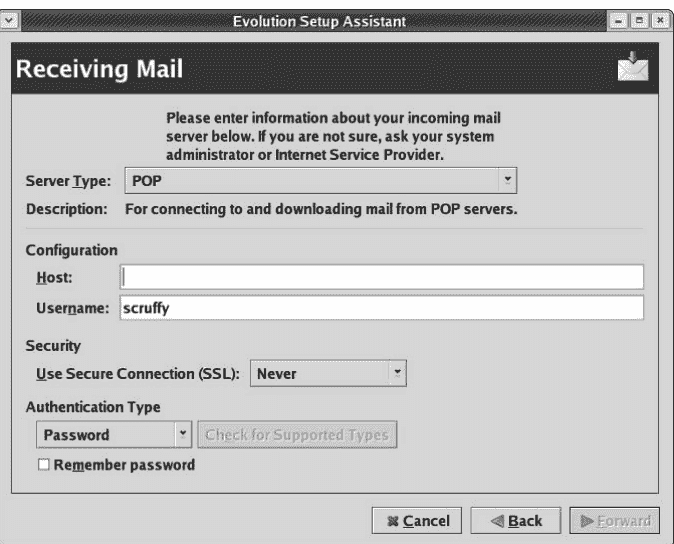 Evolution Setup Assistant
Receiving Mail
Please enter information about your incoming mail
server below. If you are not sure, ask your system
administrator or Internet Service Provider.
Server Type: POP
Description: For connecting to and downloading mail from POP servers.
Configuration
Host:
Username: scruffy
Security
Use Secure Connection (SSL): Never
Authentication Type
Password Check for Supported Types
Remember password
Cancel Back Forward